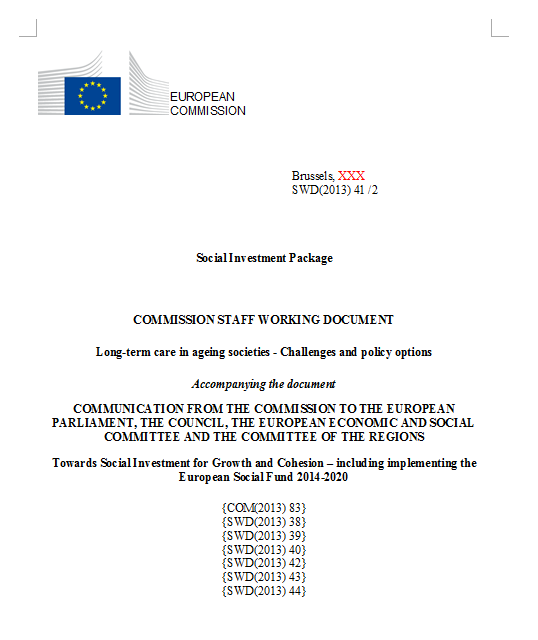 EUROPEAN
COMMISSION
Brussels, XXX
SWD(2013) 41 /2
Social Investment Package
COMMISSION STAFF WORKING DOCUMENT
Long-term care in ageing societies - Challenges and policy options
Accompanying the document
COMMUNICATION FROM THE COMMISSION TO THE EUROPEAN
PARLIAMENT, THE COUNCIL, THE EUROPEAN ECONOMIC AND SOCIAL
COMMITTEE AND THE COMMITTEE OF THE REGIONS
Towards Social Investment for Growth and Cohesion – including implementing the
European Social Fund 2014-2020
{COM(2013) 83}
{SWD(2013) 38}
{SWD(2013) 39}
{SWD(2013) 40}
{SWD(2013) 42}
{SWD(2013) 43}
{SWD(2013) 44}